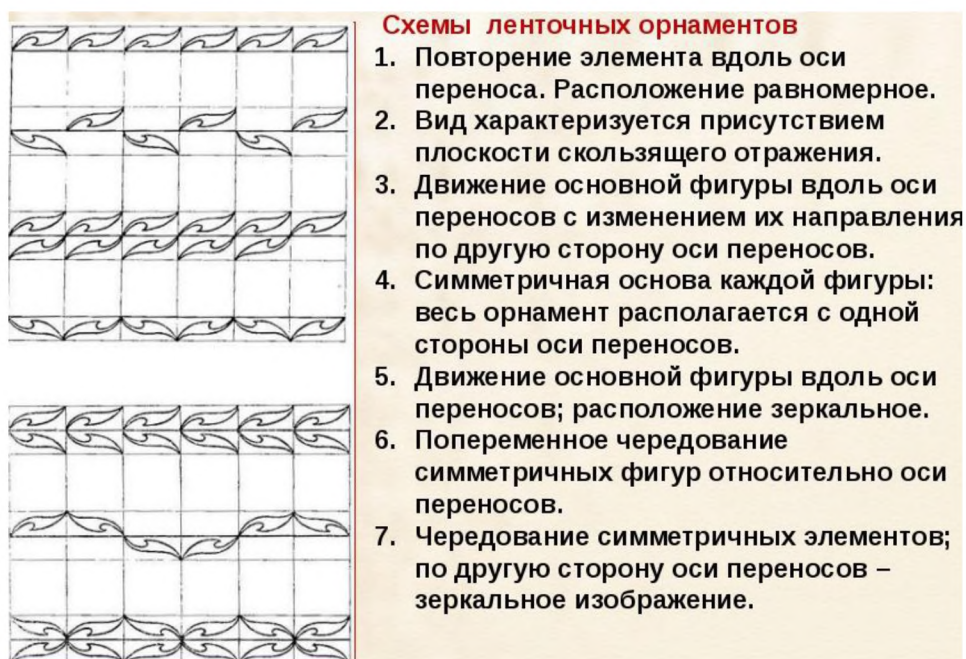 Схемы ленточных орнаментов
1. Повторение элемента вдоль оси
переноса. Расположение равномерное.
2. Вид характеризуется присутствием
плоскости скользящего отражения.
3. Движение основной фигуры вдоль оси
переносов с изменением их направления
по другую сторону оси переносов.
4. Симметричная основа каждой фигуры:
весь орнамент располагается с одной
стороны оси переносов.
5. Движение основной фигуры вдоль оси
переносов; расположение зеркальное.
6. Попеременное чередование
симметричных фигур относительно оси
переносов.
7. Чередование симметричных элементов;
по другую сторону оси переносов –
зеркальное изображение.